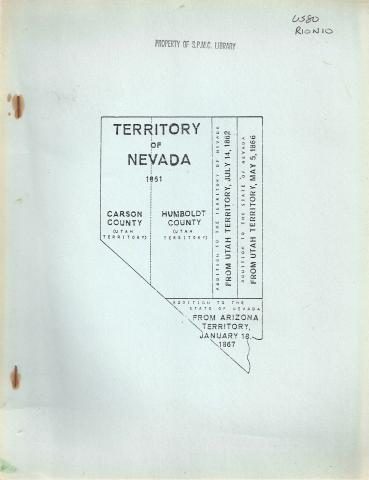 US80
RIONIO
PROPERTY OF S.P.M.C. LIBRARY
TERRITORY
OF
NEVADA
1861
CARSON
COUNTY
(UTAH
TERRITORY)
HUMBOLDT
COUNTY
(UTAH
TERRITORY)
ADDITION TO THE TERRITORY OF NEVADA
FROM UTAH TERRITORY, JULY 14, 1862
ADDITION TO THE STATE OF NEVADA
FROM UTAH TERRITORY, MAY 5, 1866
ADDITION TO THE
STATE OF NEVADA
FROM ARIZONA
TERRITORY,
JANUARY 18,
1867